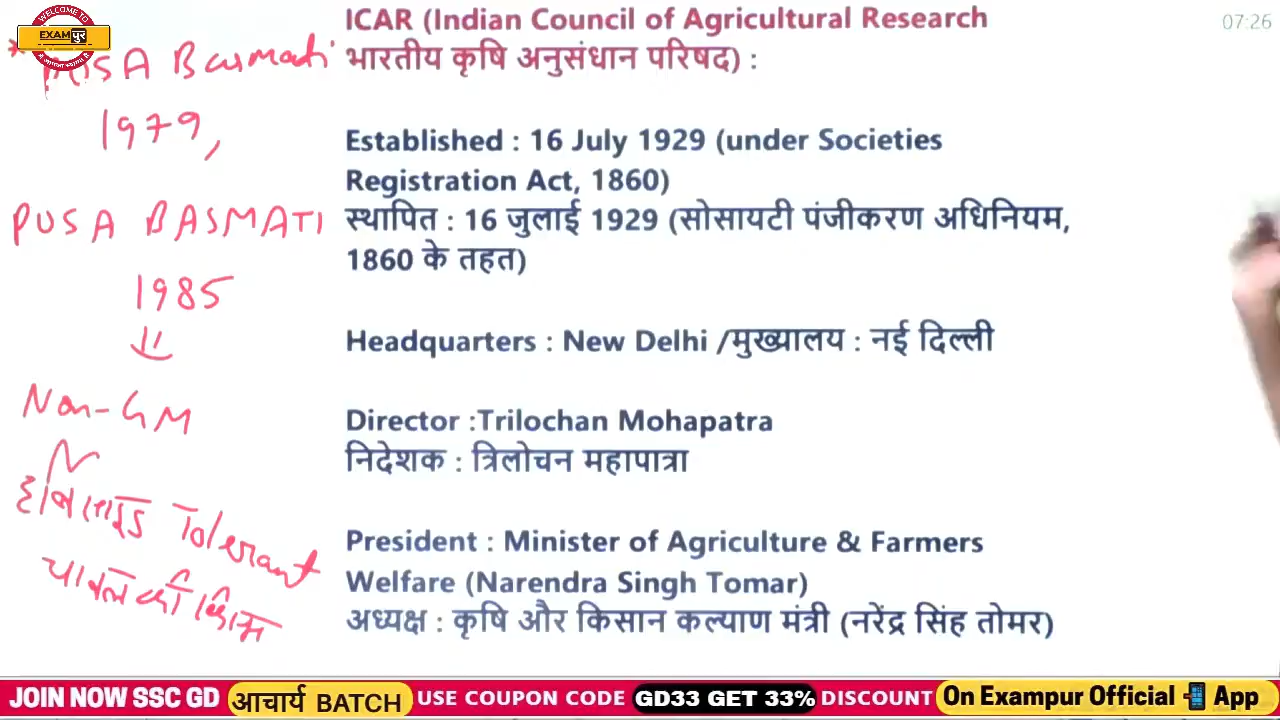 WELCOME TO
EXAM पुर
07:26
ICAR (Indian Council of Agricultural Research
भारतीय कृषि अनुसंधान परिषद) :
Established : 16 July 1929 (under Societies
Registration Act, 1860)
स्थापित : 16 जुलाई 1929 (सोसायटी पंजीकरण अधिनियम,
1860 के तहत)
Headquarters : New Delhi /मुख्यालय : नई दिल्ली
Director :Trilochan Mohapatra
निदेशक : त्रिलोचन महापात्रा
President : Minister of Agriculture & Farmers
Welfare (Narendra Singh Tomar)
अध्यक्ष : कृषि और किसान कल्याण मंत्री (नरेंद्र सिंह तोमर)
* PUSA Basmati
1979,
PUSA BASMATI
1985
Non-GM
Tolerant
चावल की किस्म
JOIN NOW SSC GD आचार्य BATCH USE COUPON CODE GD33 GET 33% DISCOUNT On Exampur Official App